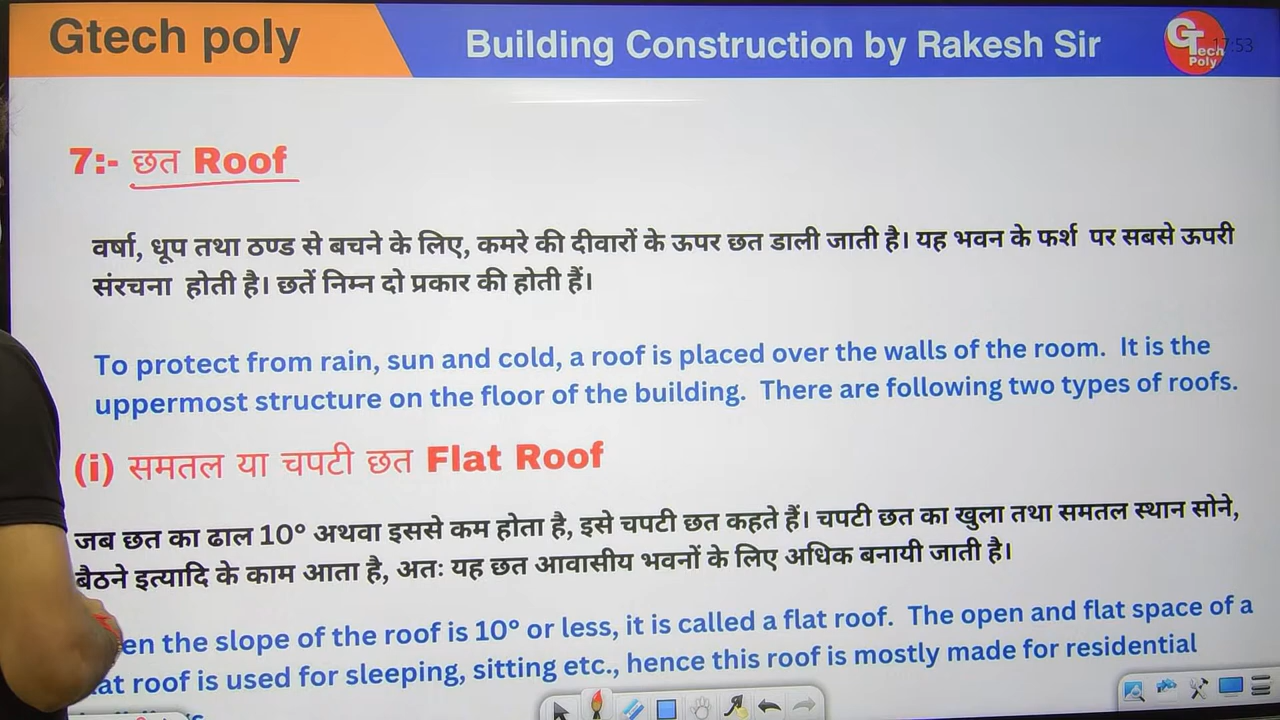 Gtech poly
Building Construction by Rakesh Sir
GTech Poly
17:53
7:- छत Roof
वर्षा, धूप तथा ठण्ड से बचने के लिए, कमरे की दीवारों के ऊपर छत डाली जाती है। यह भवन के फर्श पर सबसे ऊपरी
संरचना होती है। छतें निम्न दो प्रकार की होती हैं।
To protect from rain, sun and cold, a roof is placed over the walls of the room. It is the
uppermost structure on the floor of the building. There are following two types of roofs.
(i) समतल या चपटी छत Flat Roof
जब छत का ढाल 10° अथवा इससे कम होता है, इसे चपटी छत कहते हैं। चपटी छत का खुला तथा समतल स्थान सोने,
बैठने इत्यादि के काम आता है, अतः यह छत आवासीय भवनों के लिए अधिक बनायी जाती है।
the slope of the roof is 10° or less, it is called a flat roof. The open and flat space of a
roof is used for sleeping, sitting etc., hence this roof is mostly made for residential